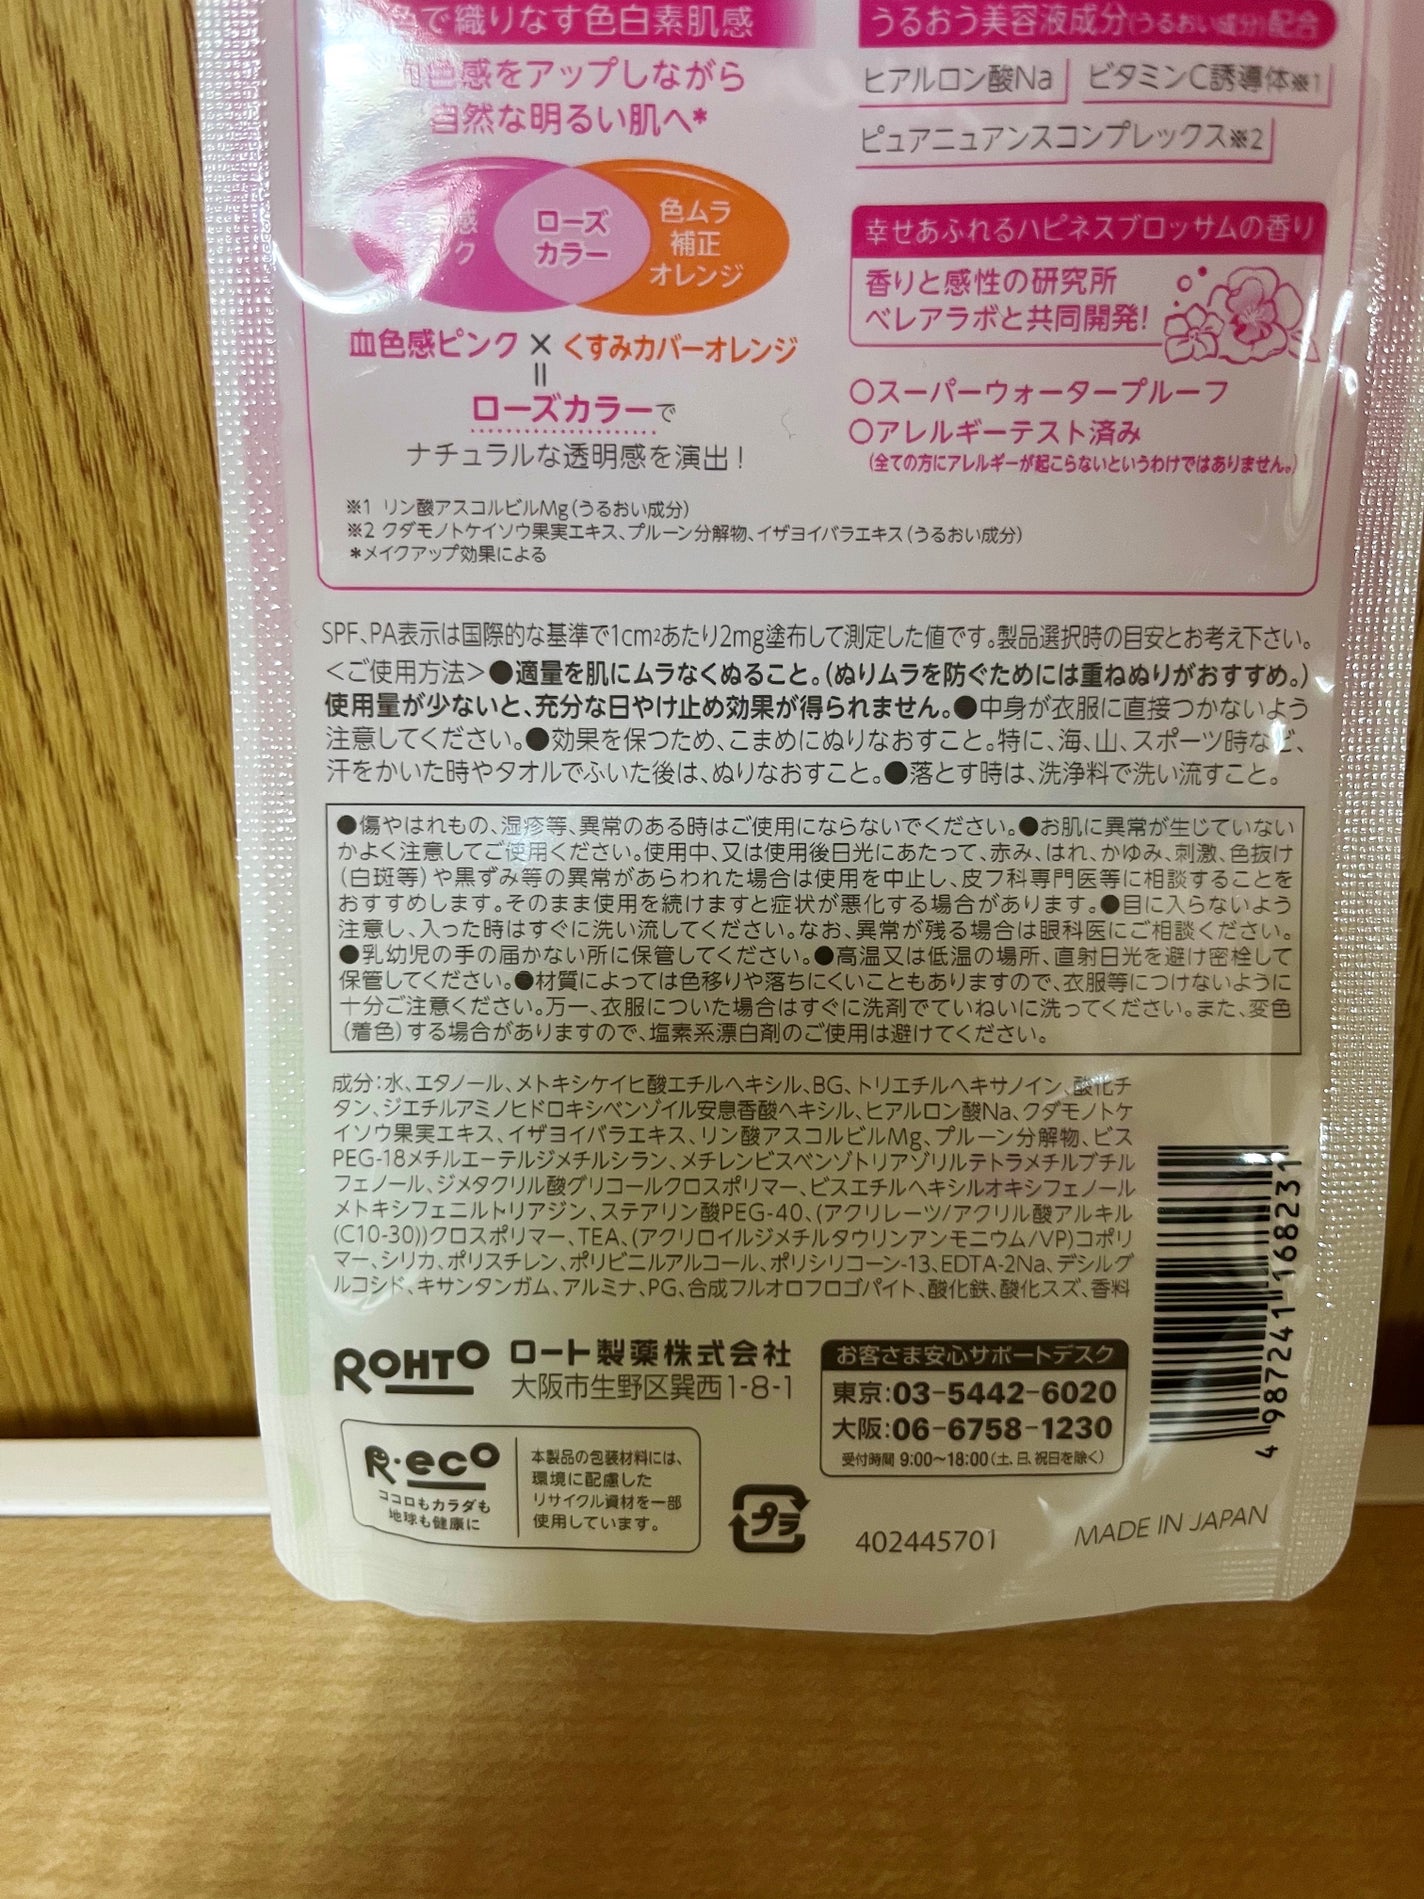 色で織りなす色白素肌感
血色感をアップしながら
自然な明るい肌へ*
ローズ
カラー
色ムラ
補正
オレンジ
血色感ピンク×くすみカバーオレンジ
=
ローズカラーで
ナチュラルな透明感を演出！
うるおう美容液成分(うるおい成分)配合
ヒアルロン酸Na ビタミンC誘導体※1
ピュアニュアンスコンプレックス※2
幸せあふれるハピネスブロッサムの香り
香りと感性の研究所
ベレアラボと共同開発!
○スーパーウォータープルーフ
○アレルギーテスト済み
(全ての方にアレルギーが起こらないというわけではありません。)
※1 リン酸アスコルビルMg(うるおい成分)
※2 クダモノトケイソウ果実エキス、プルーン分解物、イザヨイバラエキス(うるおい成分)
*メイクアップ効果による
SPF、PA表示は国際的な基準で1cm²あたり2mg塗布して測定した値です。製品選択時の目安とお考え下さい。
<ご使用方法>●適量を肌にムラなくぬること。(ぬりムラを防ぐためには重ねぬりがおすすめ。)
使用量が少ないと、充分な日やけ止め効果が得られません。●中身が衣服に直接つかないよう
注意してください。●効果を保つため、こまめにぬりなおすこと。特に、海、山、スポーツ時など、
汗をかいた時やタオルでふいた後は、ぬりなおすこと。●落とす時は、洗浄料で洗い流すこと。
●傷やはれもの、湿疹等、異常のある時はご使用にならないでください。●お肌に異常が生じていない
かよく注意してご使用ください。使用中、又は使用後日光にあたって、赤み、はれ、かゆみ、刺激、色抜け
(白斑等)や黒ずみ等の異常があらわれた場合は使用を中止し、皮フ科専門医等に相談することを
おすすめします。そのまま使用を続けますと症状が悪化する場合があります。●目に入らないよう
注意し、入った時はすぐに洗い流してください。なお、異常が残る場合は眼科医にご相談ください。
●乳幼児の手の届かない所に保管してください。●高温又は低温の場所、直射日光を避け密栓して
保管してください。●材質によっては色移りや落ちにくいこともありますので、衣服等につけないように
十分ご注意ください。万一、衣服についた場合はすぐに洗剤でていねいに洗ってください。また、変色
(着色)する場合がありますので、塩素系漂白剤のご使用は避けてください。
成分:水、エタノール、メトキシケイヒ酸エチルヘキシル、BG、トリエチルヘキサノイン、酸化チ
タン、ジエチルアミノヒドロキシベンゾイル安息香酸ヘキシル、ヒアルロン酸Na、クダモノトケ
イソウ果実エキス、イザヨイバラエキス、リン酸アスコルビルMg、プルーン分解物、ビス
PEG-18メチルエーテルジメチルシラン、メチレンビスベンゾトリアゾリルテトラメチルブチル
フェノール、ジメタクリル酸グリコールクロスポリマー、ビスエチルヘキシルオキシフェノール
メトキシフェニルトリアジン、ステアリン酸PEG-40、(アクリレーツ/アクリル酸アルキル
(C10-30))クロスポリマー、TEA、(アクリロイルジメチルタウリンアンモニウム/VP)コポリ
マー、シリカ、ポリスチレン、ポリビニルアルコール、ポリシリコーン-13、EDTA-2Na、デシルグ
ルコシド、キサンタンガム、アルミナ、PG、合成フルオロフロゴパイト、酸化鉄、酸化スズ、香料
4 987241 168231
ROHTO ロート製薬株式会社
大阪市生野区巽西1-8-1
お客さま安心サポートデスク
東京:03-5442-6020
大阪:06-6758-1230
受付時間 9:00〜18:00(土、日、祝日を除く)
R·eco
ココロもカラダも
地球も健康に
本製品の包装材料には、
環境に配慮した
リサイクル資材を一部
使用しています。
プラ
402445701
MADE IN JAPAN